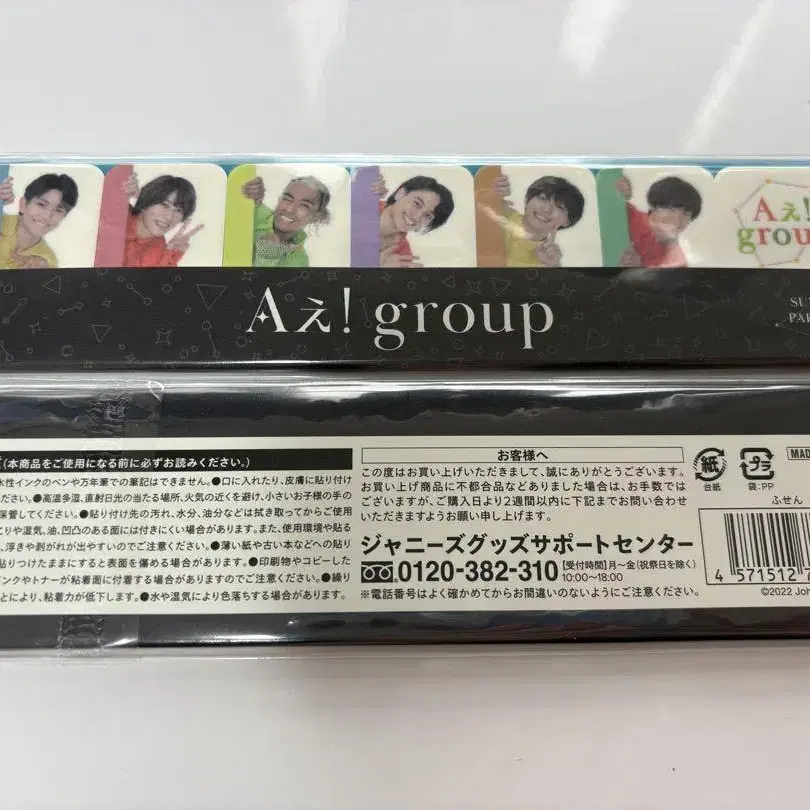 Aぇ!
group
Aぇ! group
SU
PAR
(本商品をご使用になる前に必ずお読みください。)
水性インクのペンや万年筆での筆記はできません。●口に入れたり、皮膚に貼り付け
ださい。●高温多湿、直射日光の当たる場所、火気の近くを避け、小さいお子様の手の
保管してください。●貼り付け先の汚れ、水分、油分などは拭き取ってからご使用
こりや湿気、油、凹凸のある面には付きにくい場合があります。また、使用環境や貼る
、浮きや剥がれが出やすいのでご注意ください。●薄い紙や古い本などへの貼り
貼りつけたままにすると表面を傷める場合があります。●印刷物やコピーした
ンクやトナーが粘着面に付着する場合がありますのでご注意ください。●繰り
とにより、粘着力が低下します。●水や湿気により色落ちする場合があります。
お客様へ
この度はお買い上げいただきまして、誠にありがとうございます。
お買い上げ商品に不都合品などありました場合は、お手数では
ございますが、ご購入日より2週間以内に下記までお問い合わせ
いただきますようお願い申し上げます。
ジャニーズグッズサポートセンター
0120-382-310 【受付時間】月〜金(祝祭日を除く) 10:00〜18:00
※電話番号はよく確かめてからお間違いのないようにご注意ください。
紙 プラ MAD
台紙 袋:PP
ふせん
4 571512 7
©2022 Joh